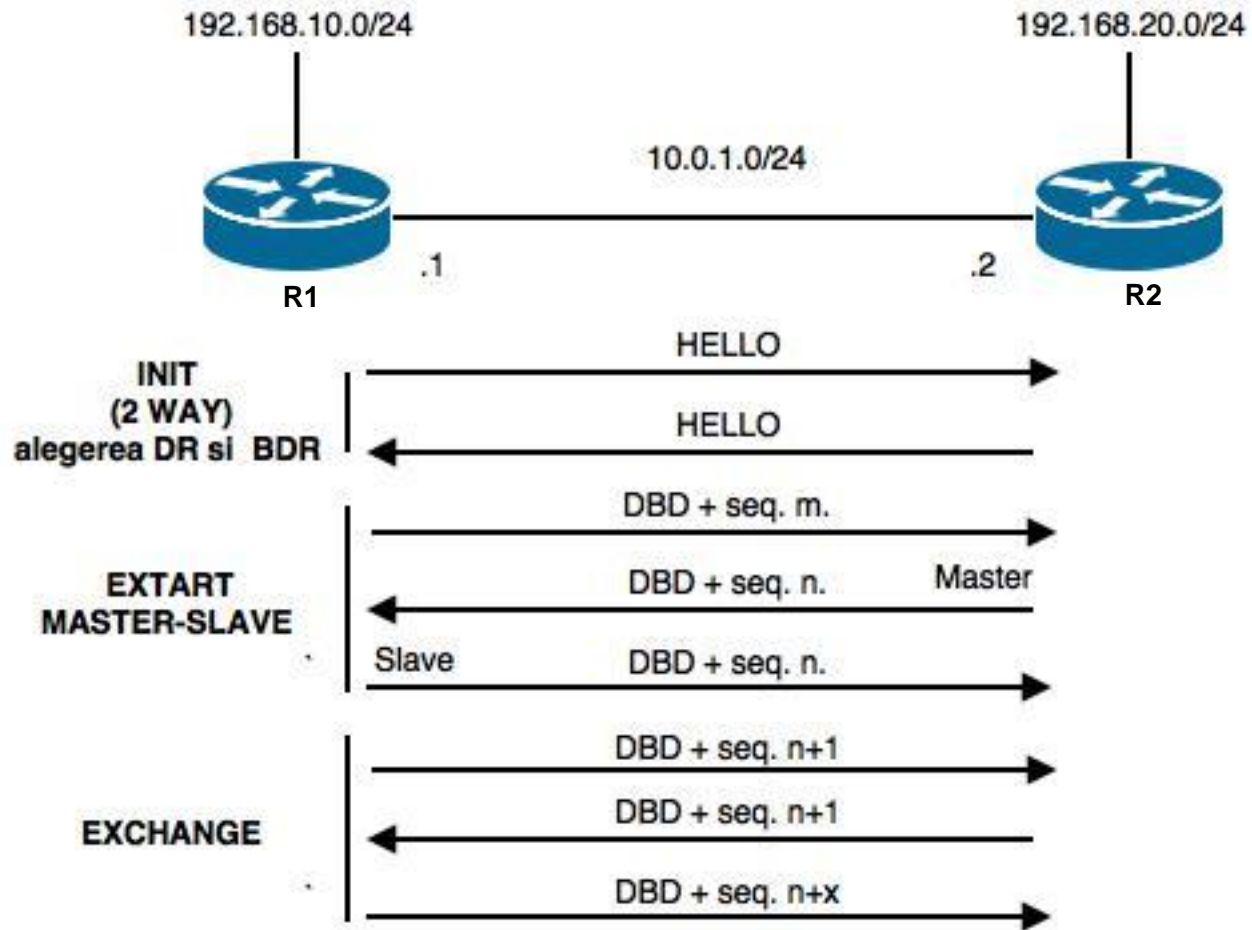 192.168.10.0/24
192.168.20.0/24
10.0.1.0/24
.1
.2
R1
R2
INIT
(2 WAY)
alegerea DR si BDR
HELLO
HELLO
EXTART
MASTER-SLAVE
DBD + seq. m.
DBD + seq. n.
Master
Slave
DBD + seq. n.
EXCHANGE
DBD + seq. n+1
DBD + seq. n+1
DBD + seq. n+x